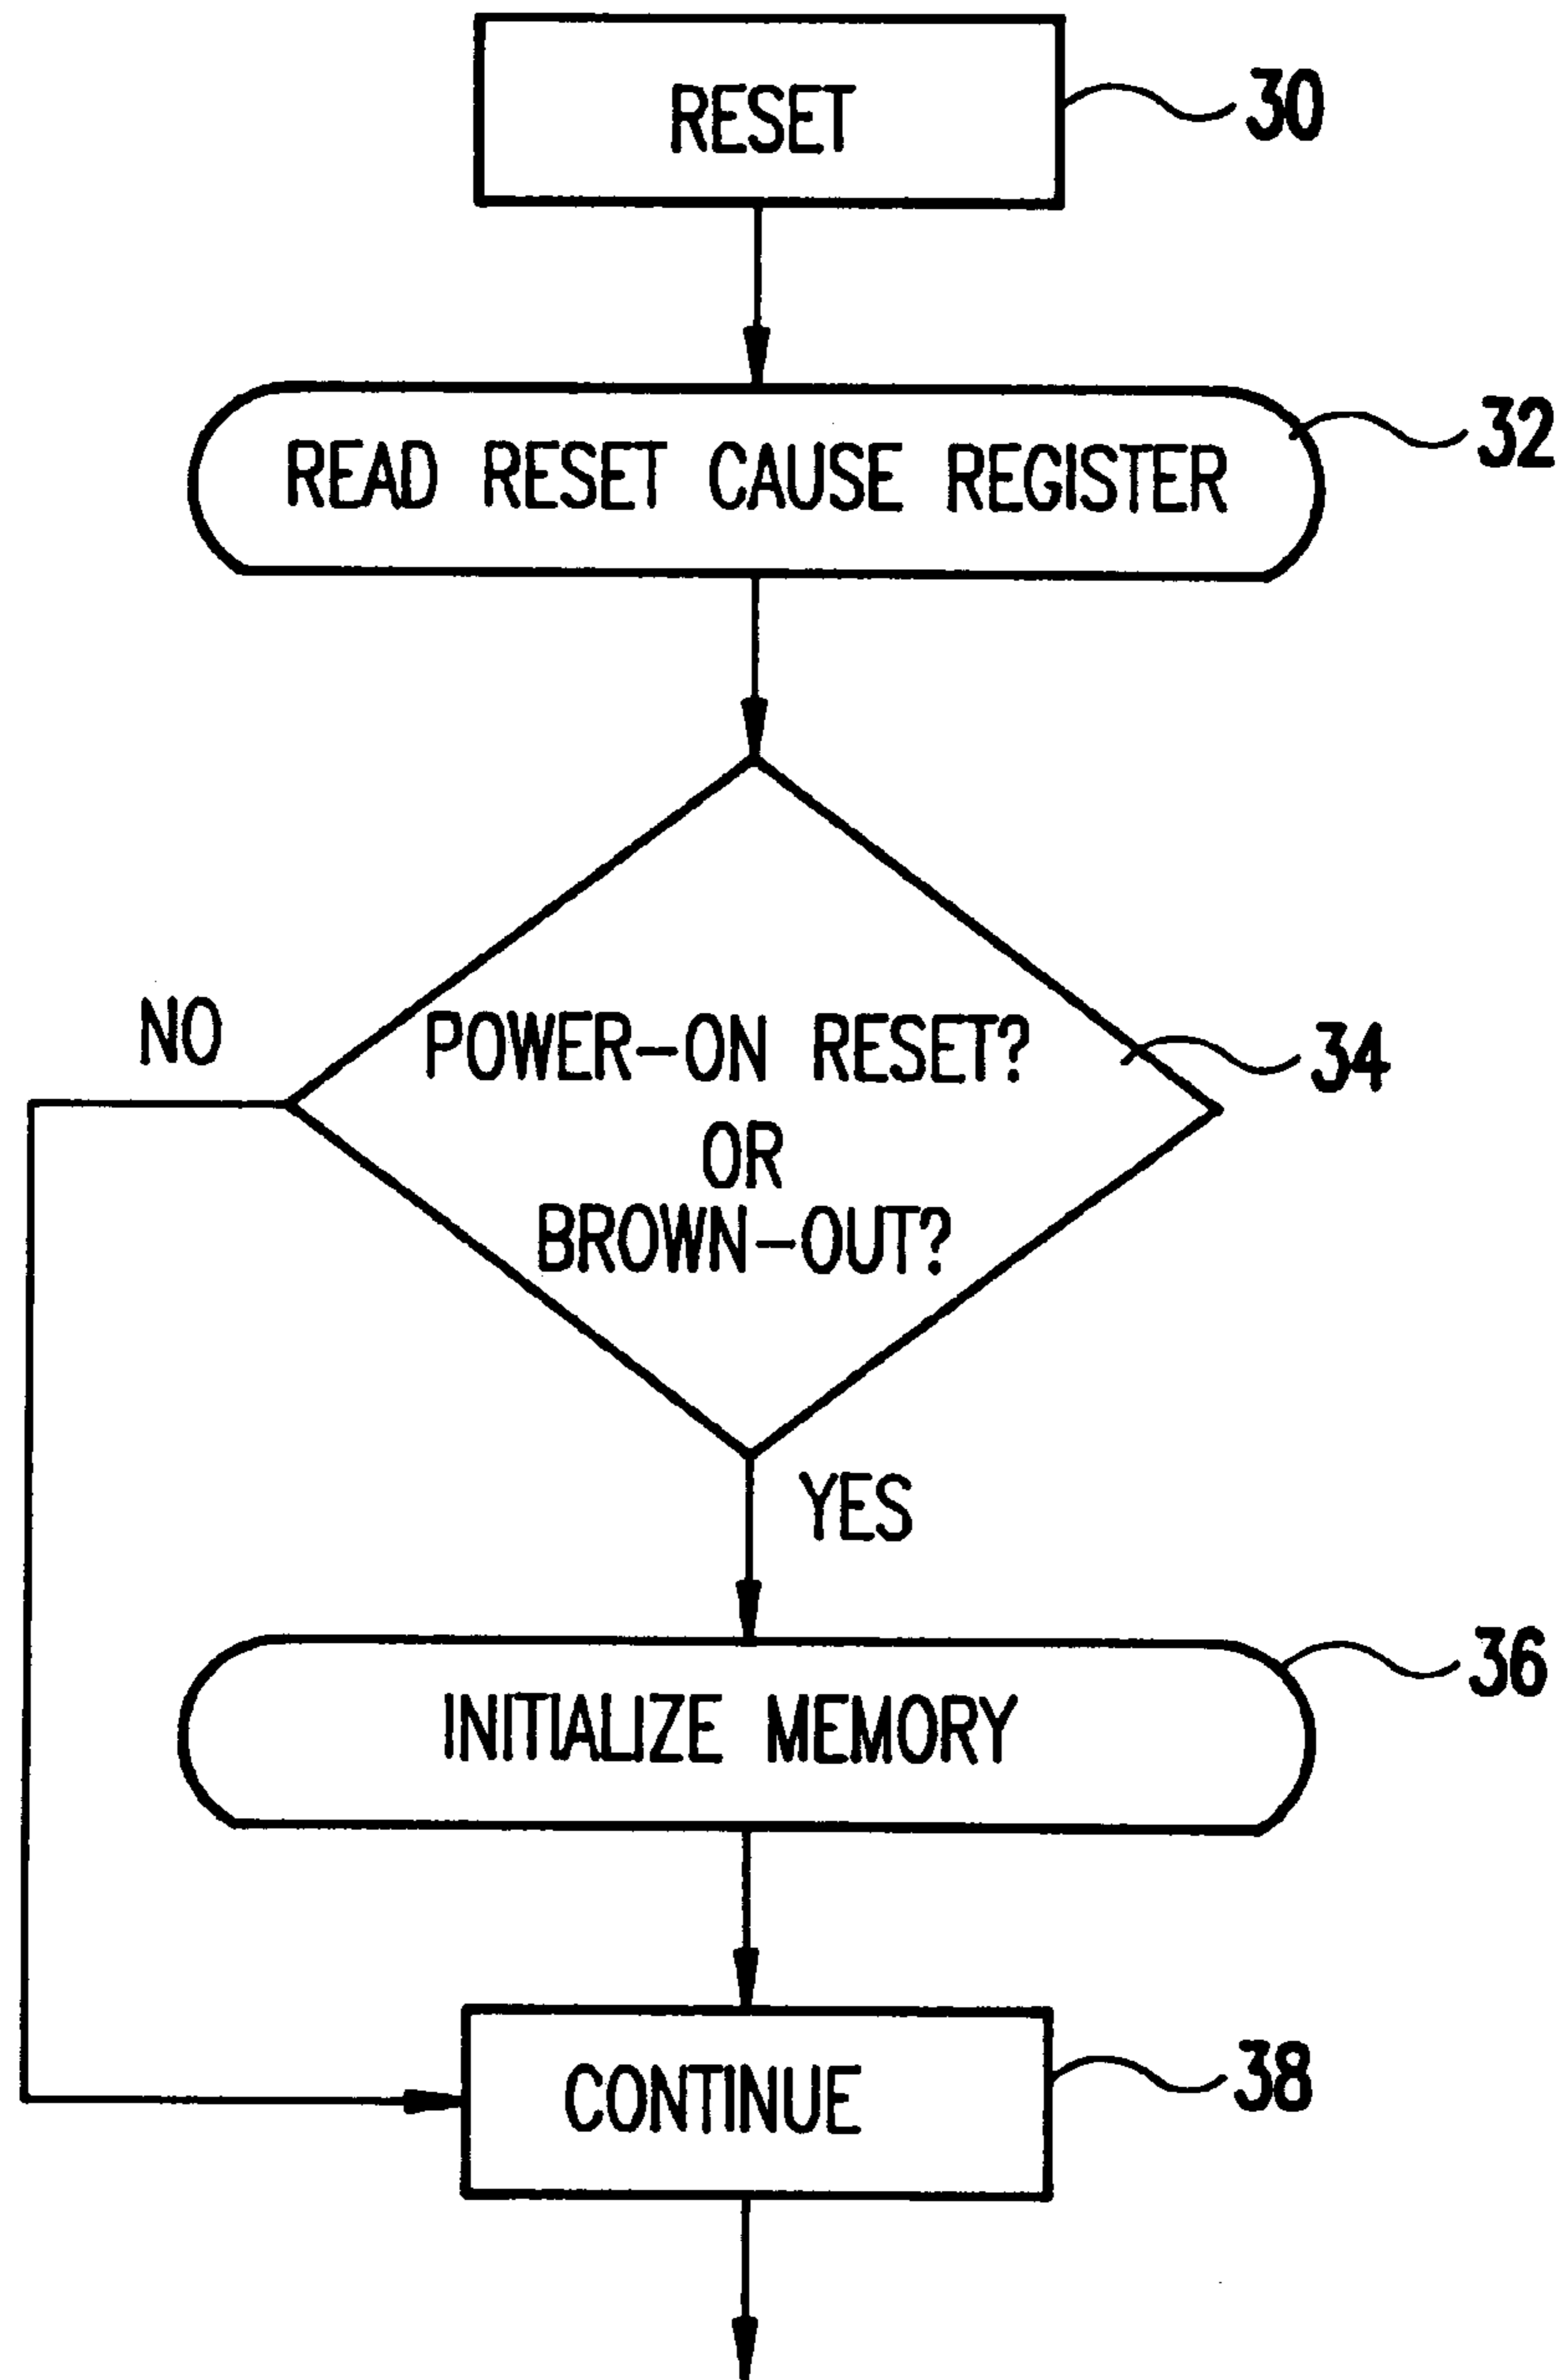 RESET
30
READ RESET CAUSE REGISTER
32
NO
POWER-ON RESET?
34
OR
BROWN-OUT?
YES
INITIALIZE MEMORY
36
CONTINUE
38